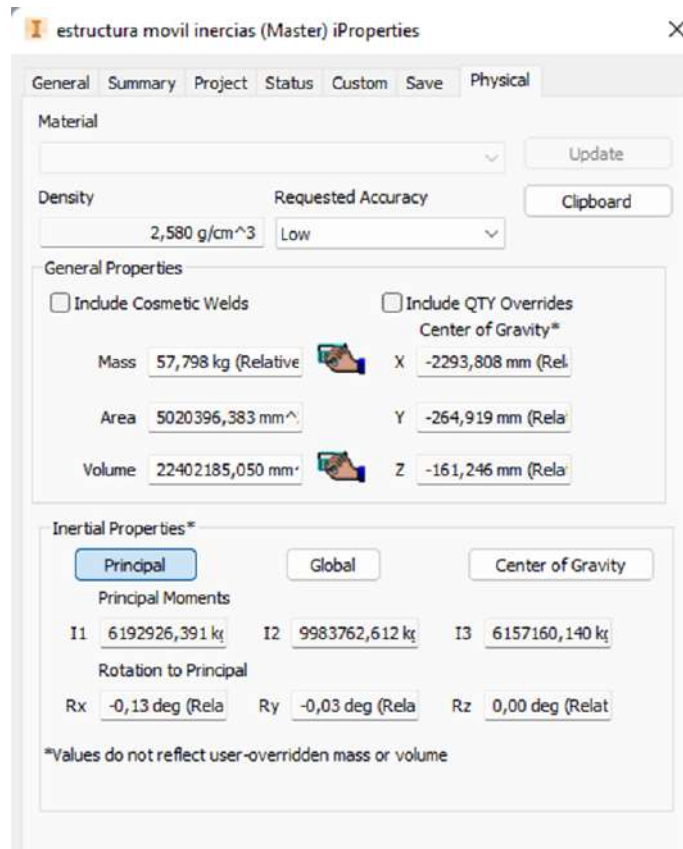 estructura movil inercias (Master) iProperties
General Summary Project Status Custom Save Physical
Material
Update
Density Requested Accuracy Clipboard
2,580 g/cm^3 Low
General Properties
Include Cosmetic Welds Include QTY Overrides
Center of Gravity*
Mass 57,798 kg (Relative X -2293,808 mm (Rel
Area 5020396,383 mm^ Y -264,919 mm (Rela
Volume 22402185,050 mm Z -161,246 mm (Rela
Inertial Properties*
Principal Global Center of Gravity
Principal Moments
I1 6192926,391 kg I2 9983762,612 kg I3 6157160,140 kg
Rotation to Principal
Rx -0,13 deg (Rela Ry -0,03 deg (Rela Rz 0,00 deg (Relat
*Values do not reflect user-overridden mass or volume